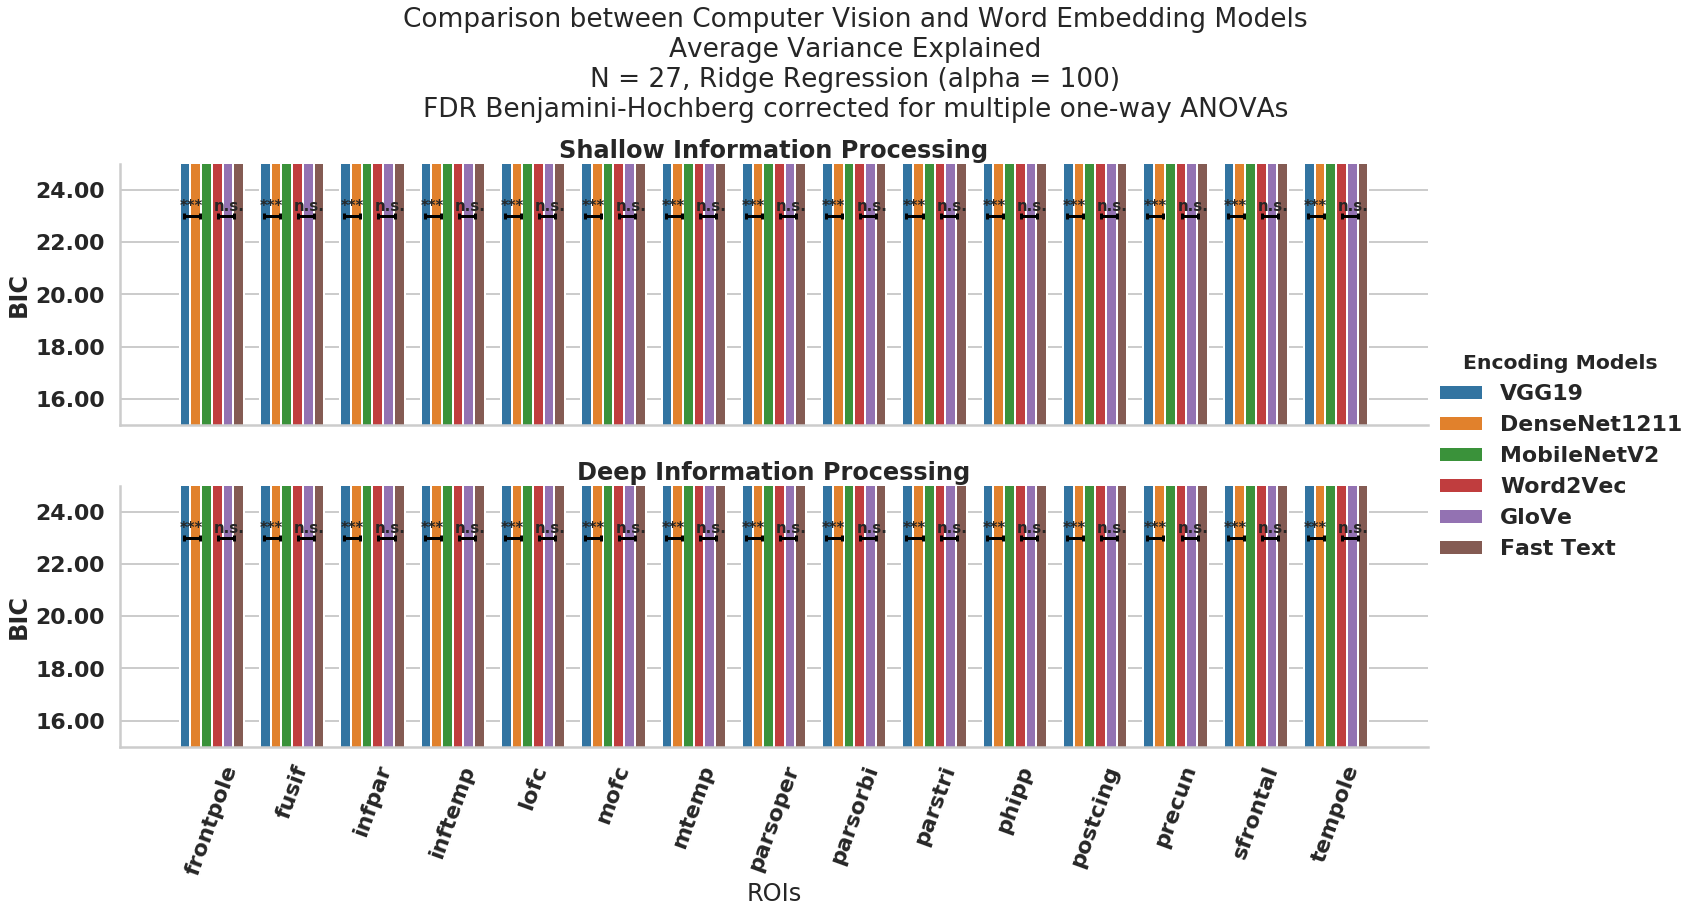 Comparison between Computer Vision and Word Embedding Models
Average Variance Explained
N = 27, Ridge Regression (alpha = 100)
FDR Benjamini-Hochberg corrected for multiple one-way ANOVAs
Shallow Information Processing
24.00
*** n.s. *** n.s. *** n.s. *** n.s. *** n.s. *** n.s. *** n.s. *** n.s. *** n.s. *** n.s. *** n.s. *** n.s. *** n.s. *** n.s. *** n.s.
22.00
20.00
18.00
16.00
BIC
Deep Information Processing
24.00
*** n.s. *** n.s. *** n.s. *** n.s. *** n.s. *** n.s. *** n.s. *** n.s. *** n.s. *** n.s. *** n.s. *** n.s. *** n.s. *** n.s. *** n.s.
22.00
20.00
18.00
16.00
BIC
frontpole
fusif
infpar
inftemp
lofc
mofc
mtemp
parsoper
parsorbi
parstri
phipp
postcing
precun
sfrontal
tempole
ROIs
Encoding Models
VGG19
DenseNet1211
MobileNetV2
Word2Vec
GloVe
Fast Text